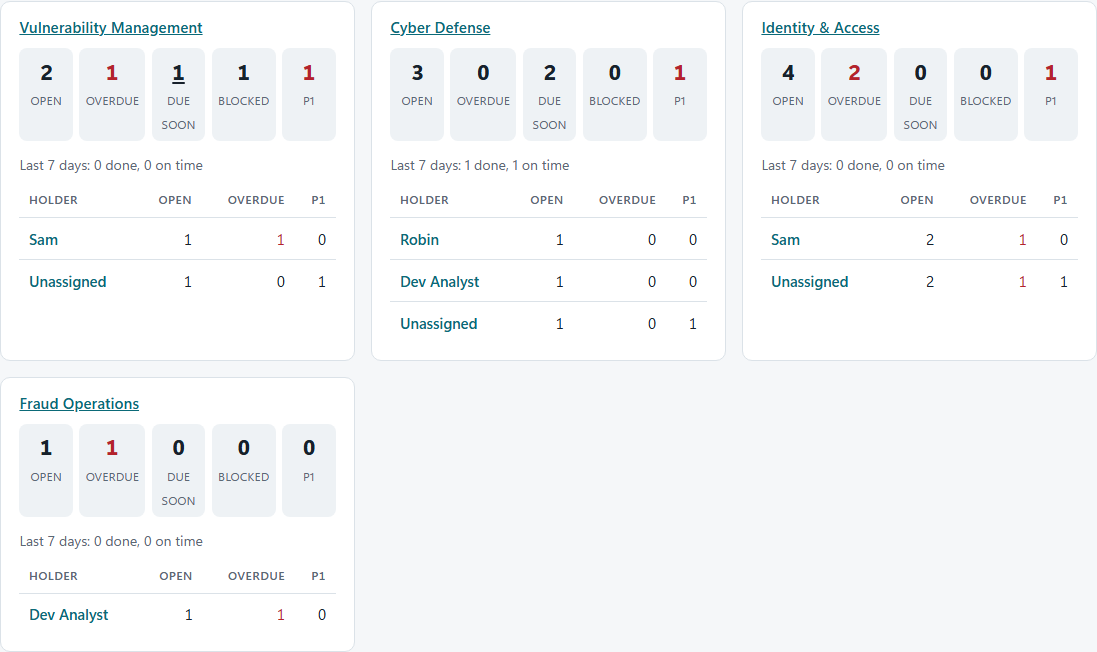 Vulnerability Management
2 1 1 1 1
OPEN OVERDUE DUE SOON BLOCKED P1
Last 7 days: 0 done, 0 on time
HOLDER OPEN OVERDUE P1
Sam 1 1 0
Unassigned 1 0 1
Cyber Defense
3 0 2 0 1
OPEN OVERDUE DUE SOON BLOCKED P1
Last 7 days: 1 done, 1 on time
HOLDER OPEN OVERDUE P1
Robin 1 0 0
Dev Analyst 1 0 0
Unassigned 1 0 1
Identity & Access
4 2 0 0 1
OPEN OVERDUE DUE SOON BLOCKED P1
Last 7 days: 0 done, 0 on time
HOLDER OPEN OVERDUE P1
Sam 2 1 0
Unassigned 2 1 1
Fraud Operations
1 1 0 0 0
OPEN OVERDUE DUE SOON BLOCKED P1
Last 7 days: 0 done, 0 on time
HOLDER OPEN OVERDUE P1
Dev Analyst 1 1 0